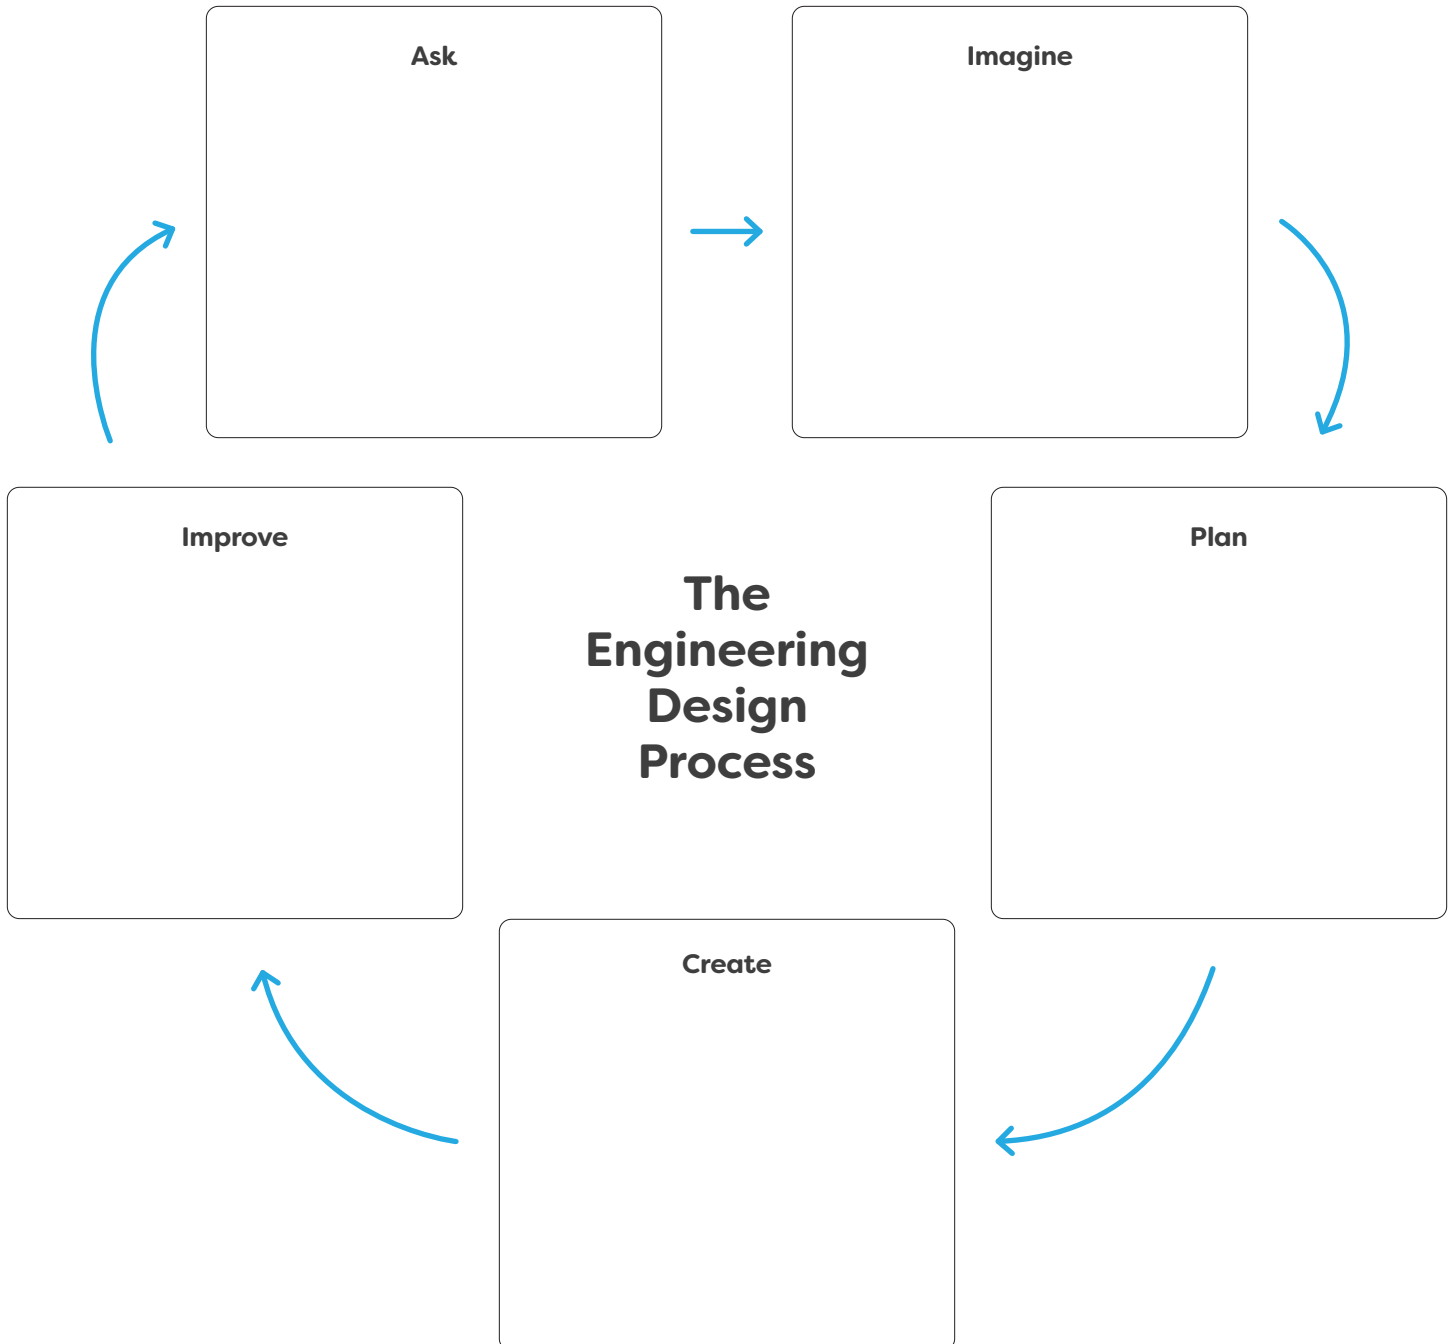 Ask
Imagine
Improve
Plan
The
Engineering
Design
Process
Create